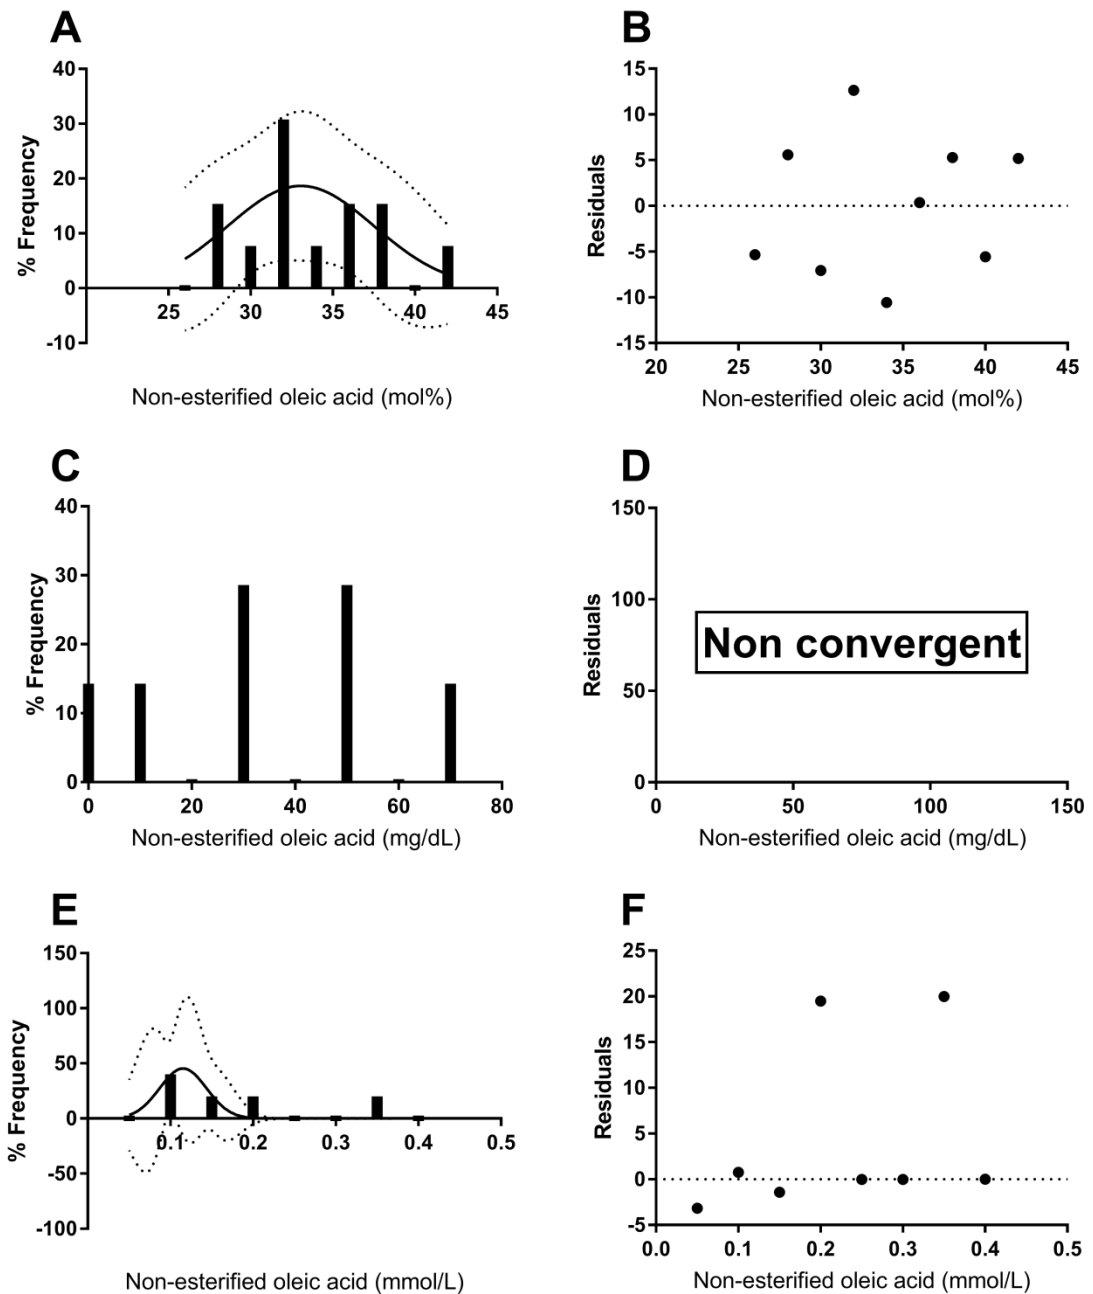 A
40
30
20
10
0
-10
% Frequency
25 30 35 40 45
Non-esterified oleic acid (mol%)
B
15
10
5
0
-5
-10
-15
Residuals
20 25 30 35 40 45
Non-esterified oleic acid (mol%)
C
40
30
20
10
0
% Frequency
0 20 40 60 80
Non-esterified oleic acid (mg/dL)
D
150
100
50
0
Residuals
Non convergent
0 50 100 150
Non-esterified oleic acid (mg/dL)
E
150
100
50
0
-50
-100
% Frequency
0.1 0.2 0.3 0.4 0.5
Non-esterified oleic acid (mmol/L)
F
25
20
15
10
5
0
-5
Residuals
0.0 0.1 0.2 0.3 0.4 0.5
Non-esterified oleic acid (mmol/L)